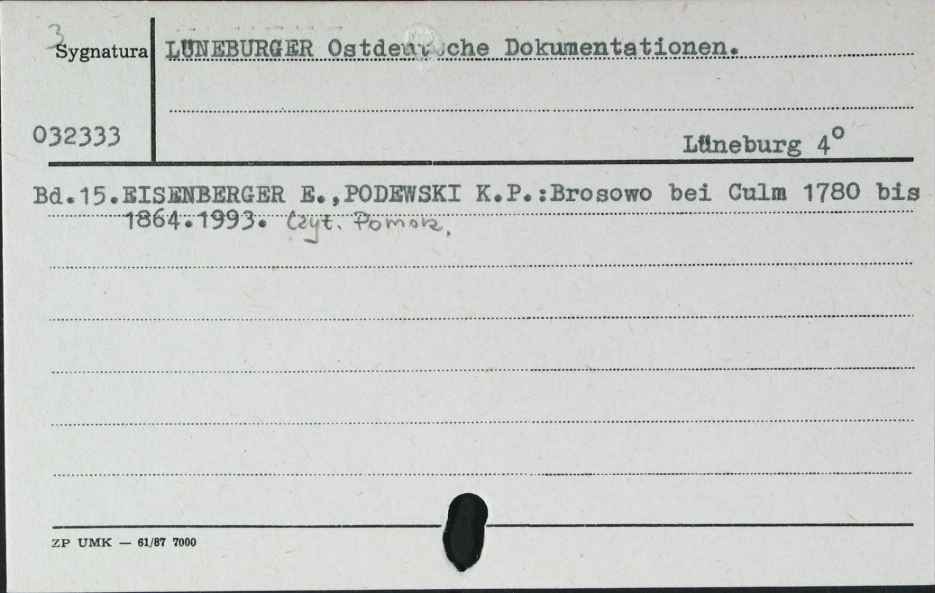 3
Sygnatura LÜNEBURGER Ostdeutsche Dokumentationen.
032333
Lüneburg 4°
Bd.15.EISENBERGER E.,PODEWSKI K.P.:Brosowo bei Culm 1780 bis
1864.1993. Czyt. Pomorz.
ZP UMK — 61/87 7000